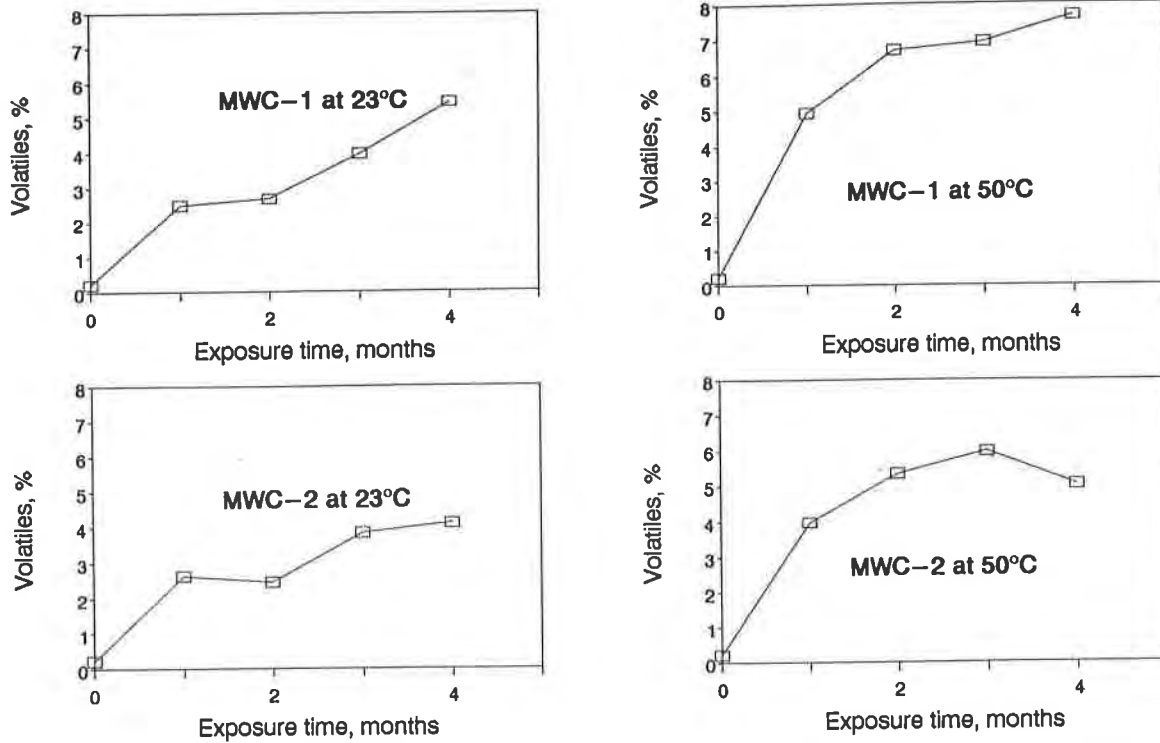 8
7
6
5
4
3
2
1
0
Volatiles, %
MWC-1 at 23°C
0 2 4
Exposure time, months
8
7
6
5
4
3
2
1
0
Volatiles, %
MWC-1 at 50°C
0 2 4
Exposure time, months
8
7
6
5
4
3
2
1
0
Volatiles, %
MWC-2 at 23°C
0 2 4
Exposure time, months
8
7
6
5
4
3
2
1
0
Volatiles, %
MWC-2 at 50°C
0 2 4
Exposure time, months